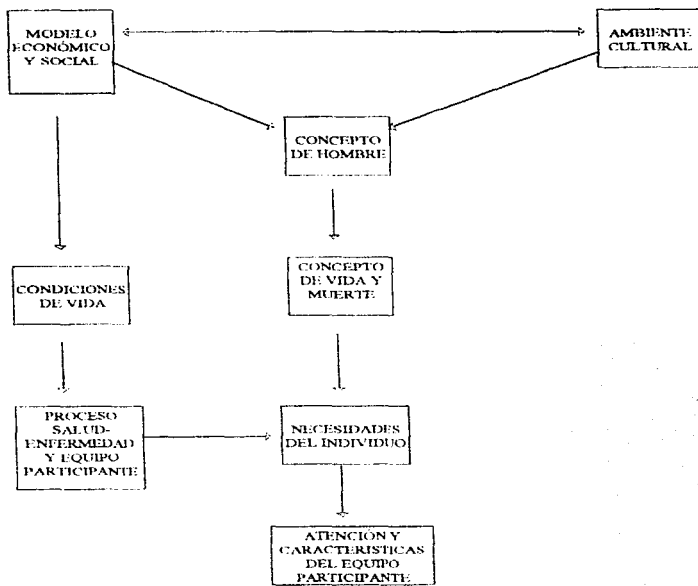 MODELO
ECONÓMICO
Y SOCIAL
AMBIENTE
CULTURAL
CONCEPTO
DE HOMBRE
CONDICIONES
DE VIDA
CONCEPTO
DE VIDA Y
MUERTE
PROCESO
SALUD-
ENFERMEDAD
Y EQUIPO
PARTICIPANTE
NECESIDADES
DEL INDIVIDUO
ATENCIÓN Y
CARACTERÍSTICAS
DEL EQUIPO
PARTICIPANTE